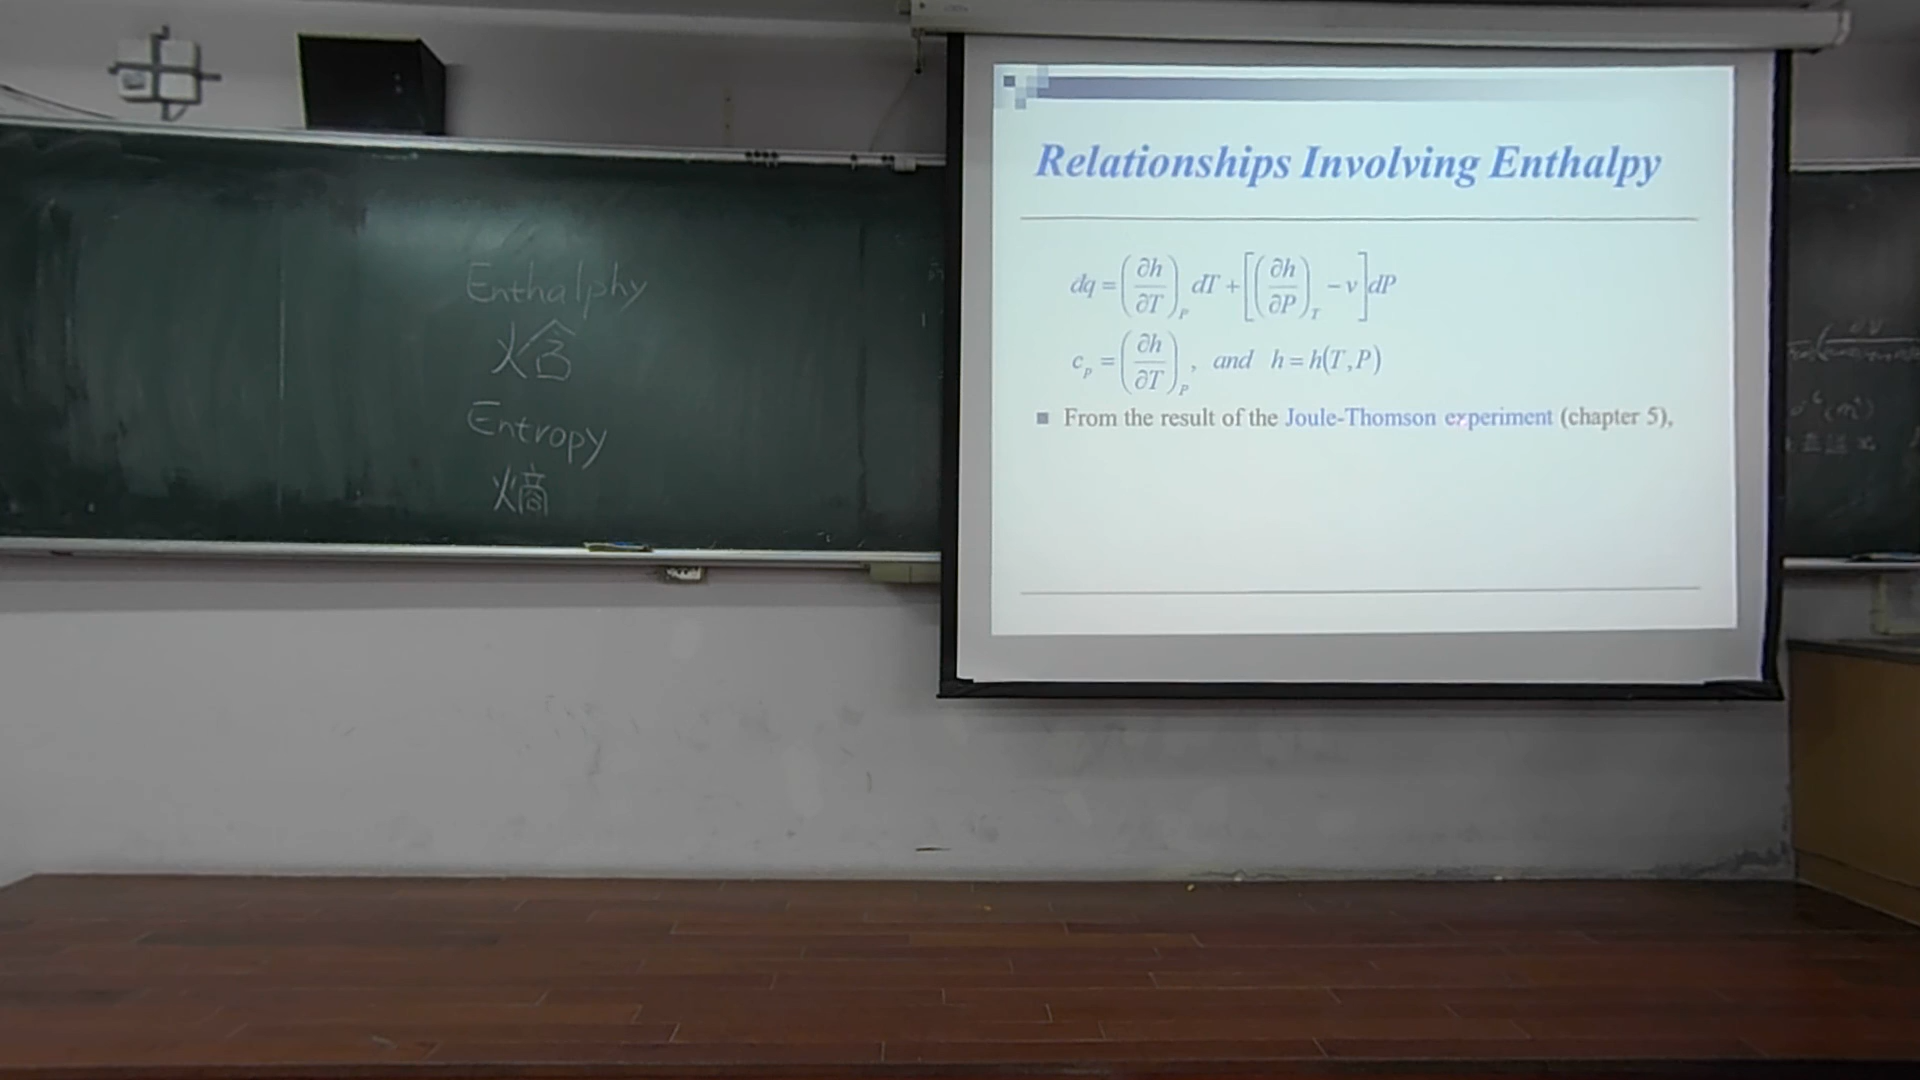 Enthalphy
焓
Entropy
熵
Relationships Involving Enthalpy
dq = (∂h/∂T)_P dT + [(∂h/∂P)_T − v] dP
c_P = (∂h/∂T)_P , and h = h(T,P)
■ From the result of the Joule-Thomson experiment (chapter 5),